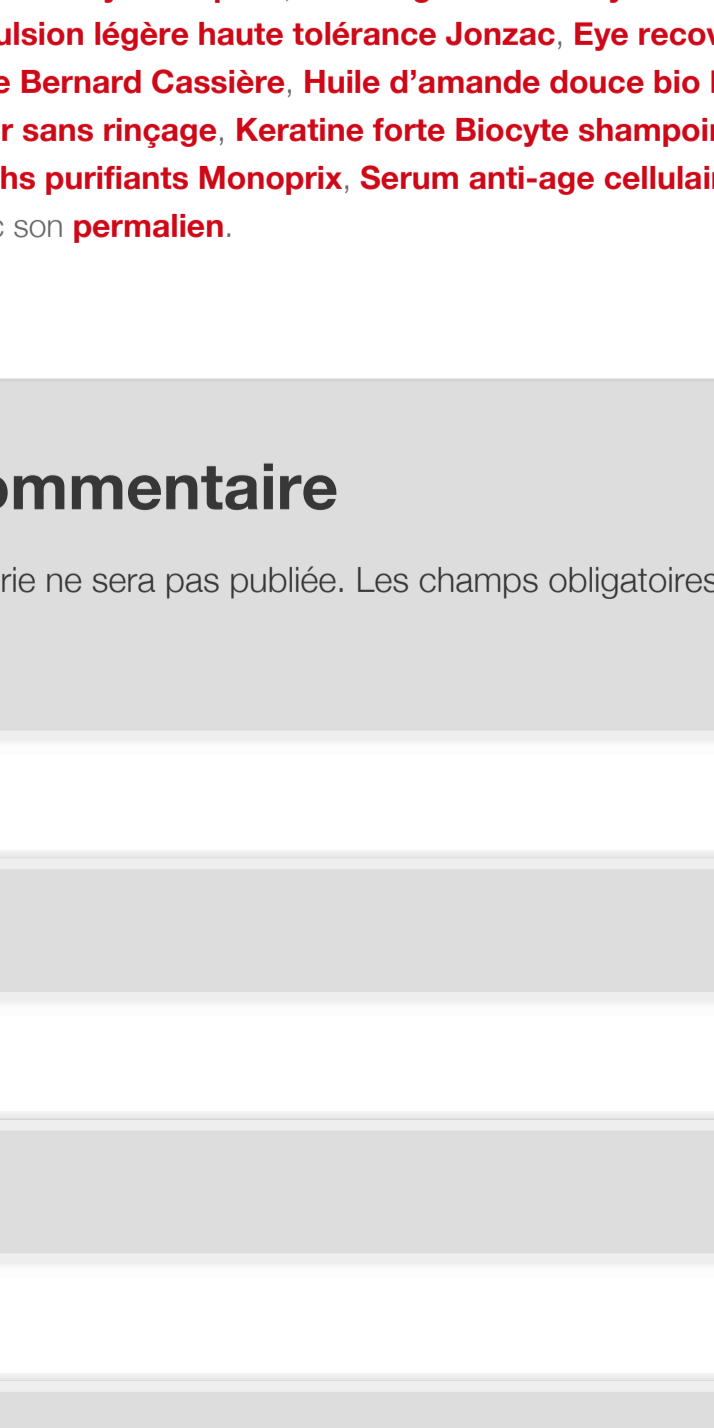 ulsion légère haute tolérance Jonzac, Eye recov
e Bernard Cassière, Huile d’amande douce bio
r sans rinçage, Keratine forte Biocyte shampoi
hs purifiants Monoprix, Serum anti-age cellulai
c son permalien.
ommentaire
rie ne sera pas publiée. Les champs obligatoires